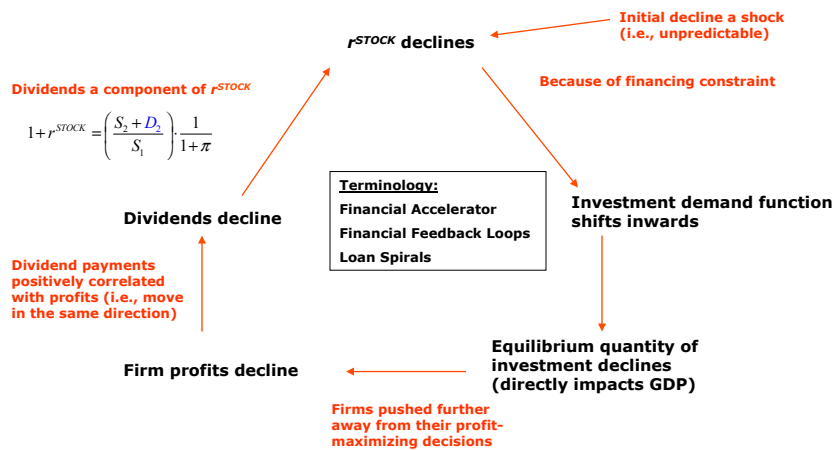 Initial decline a shock
(i.e., unpredictable)
r^STOCK declines
Because of financing constraint
Dividends a component of r^STOCK
1 + r^STOCK = ((S_2 + D_2) / S_1) · 1 / (1 + π)
Terminology:
Financial Accelerator
Financial Feedback Loops
Loan Spirals
Investment demand function
shifts inwards
Dividends decline
Dividend payments
positively correlated
with profits (i.e., move
in the same direction)
Equilibrium quantity of
investment declines
(directly impacts GDP)
Firm profits decline
Firms pushed further
away from their profit-
maximizing decisions